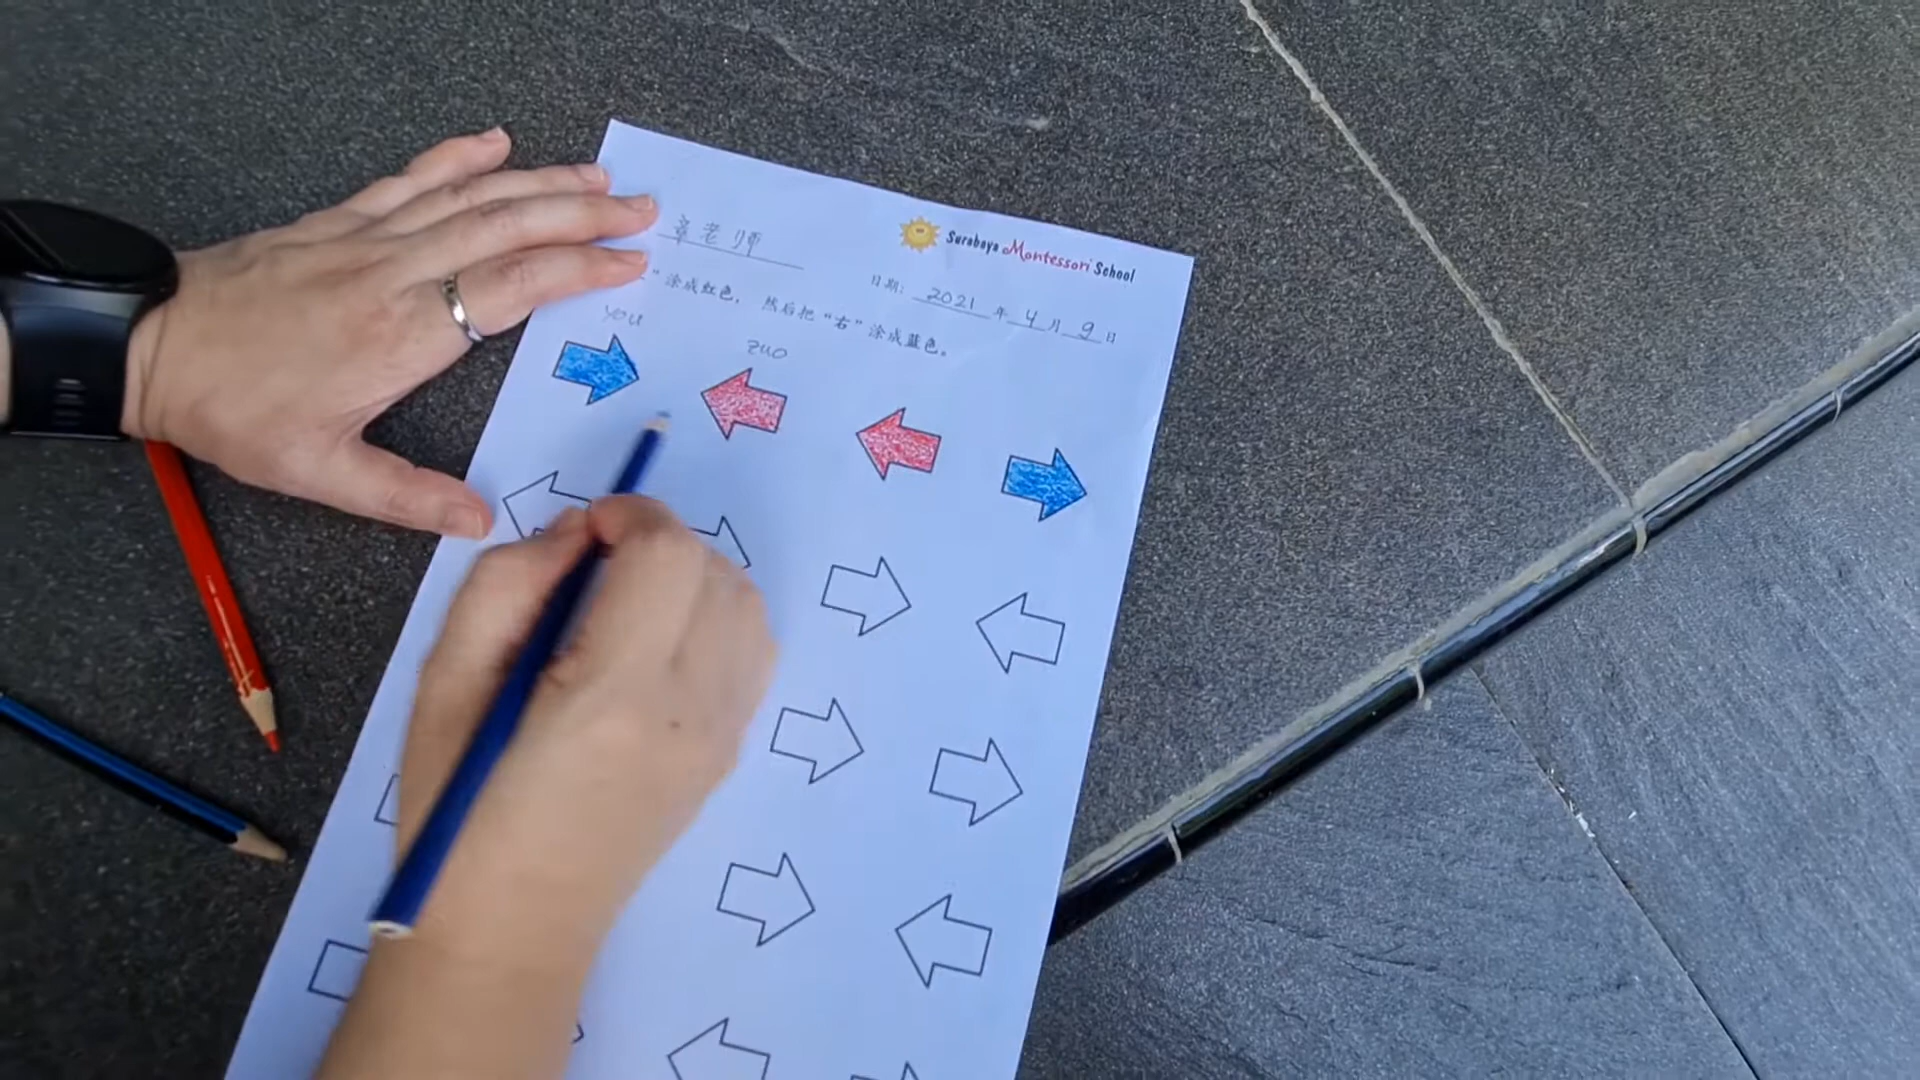 章老师
Surabaya Montessori School
日期: 2021 年 4 月 9 日
”涂成红色, 然后把“右”涂成蓝色。
you
zuo